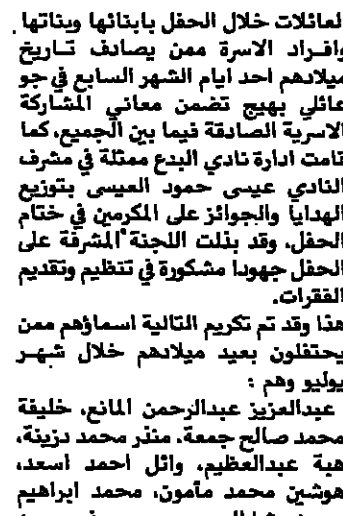 لعائلات خلال الحفل بابنائها وبناتها
وافـراد الاسرة ممن يصادف تـاريخ
ميلادهم احد ايام الشهر السابع في جو
عائلي بهيج تضمن معاني المشاركة
الاسرية الصادقة فيما بين الجميع، كما
قامت ادارة نادي البدع ممثلة في مشرف
النادي عيسى حمود العيسى بتوزيع
الهدايا والجوائز على المكرمين في ختام
الحفل، وقد بذلت اللجنة المشرفة على
الحفل جهودا مشكورة في تنظيم وتقديم
الفقرات.
هذا وقد تم تكريم التالية اسماؤهم ممن
يحتفلون بعيد ميلادهم خلال شهـر
يوليو وهم :
عبدالعزيز عبدالرحمن المانع، خليفة
محمد صالح جمعة، منذر محمد دزينة،
هبة عبدالعظيم، وائل احمد اسعد،
هوشين محمد مأمون، محمد ابراهيم